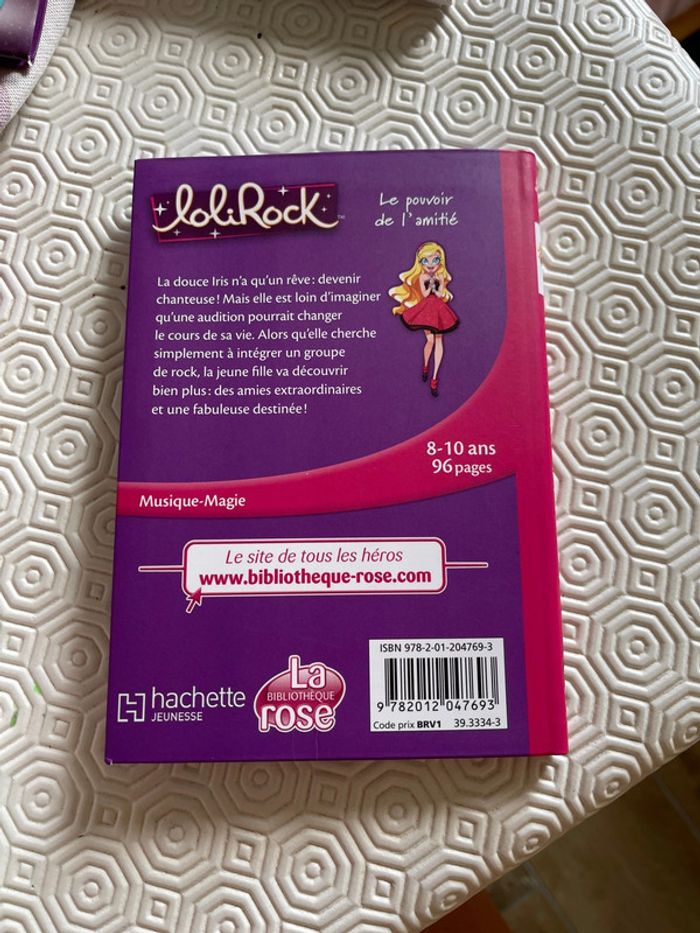 loliRock™
Le pouvoir
de l'amitié
La douce Iris n'a qu'un rêve : devenir
chanteuse ! Mais elle est loin d'imaginer
qu'une audition pourrait changer
le cours de sa vie. Alors qu'elle cherche
simplement à intégrer un groupe
de rock, la jeune fille va découvrir
bien plus : des amies extraordinaires
et une fabuleuse destinée !
8-10 ans
96 pages
Musique-Magie
Le site de tous les héros
www.bibliotheque-rose.com
hachette
JEUNESSE
La
BIBLIOTHÈQUE
rose
ISBN 978-2-01-204769-3
9 782012 047693
Code prix BRV1 39.3334-3